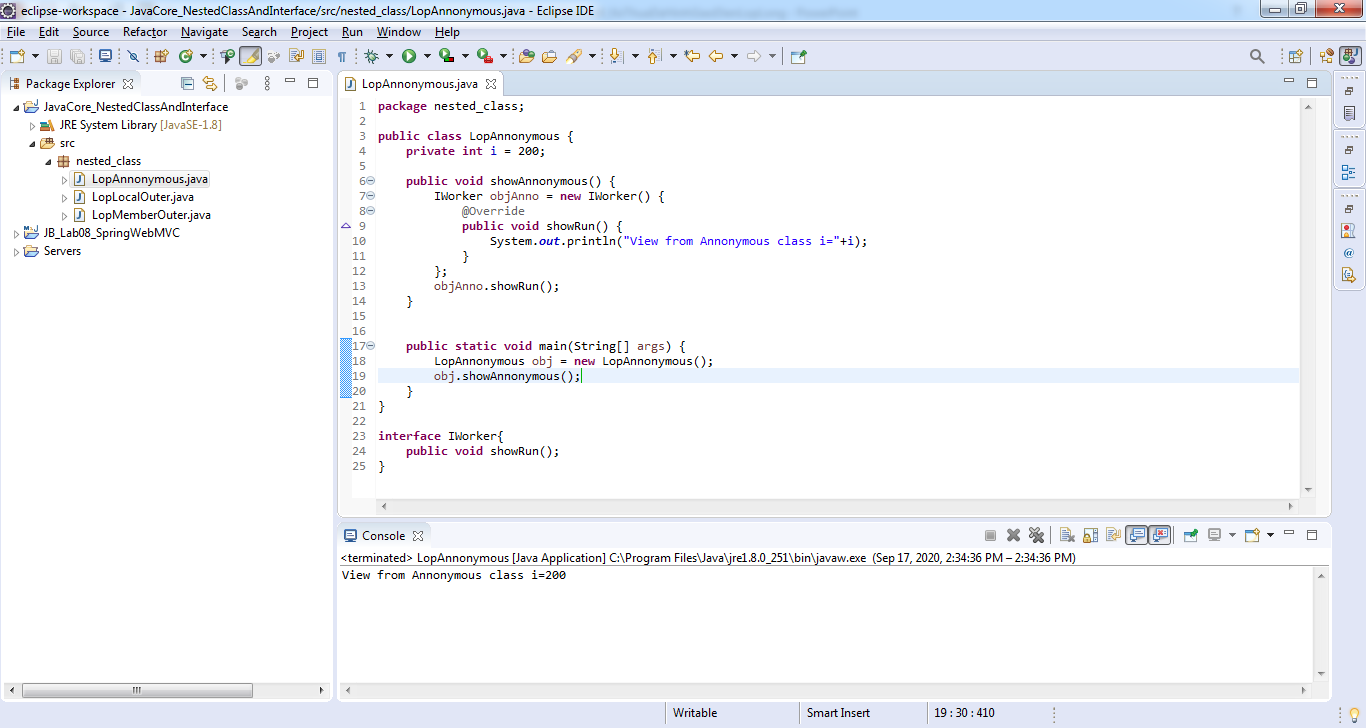 eclipse-workspace - JavaCore_NestedClassAndInterface/src/nested_class/LopAnnonymous.java - Eclipse IDE
File Edit Source Refactor Navigate Search Project Run Window Help
Package Explorer
JavaCore_NestedClassAndInterface
JRE System Library [JavaSE-1.8]
src
nested_class
LopAnnonymous.java
LopLocalOuter.java
LopMemberOuter.java
JB_Lab08_SpringWebMVC
Servers
LopAnnonymous.java
1 package nested_class;
2
3 public class LopAnnonymous {
4 private int i = 200;
5
6 public void showAnnonymous() {
7 IWorker objAnno = new IWorker() {
8 @Override
9 public void showRun() {
10 System.out.println("View from Annonymous class i="+i);
11 }
12 };
13 objAnno.showRun();
14 }
15
16
17 public static void main(String[] args) {
18 LopAnnonymous obj = new LopAnnonymous();
19 obj.showAnnonymous();
20 }
21 }
22
23 interface IWorker{
24 public void showRun();
25 }
Console
<terminated> LopAnnonymous [Java Application] C:\Program Files\Java\jre1.8.0_251\bin\javaw.exe (Sep 17, 2020, 2:34:36 PM – 2:34:36 PM)
View from Annonymous class i=200
Writable Smart Insert 19 : 30 : 410